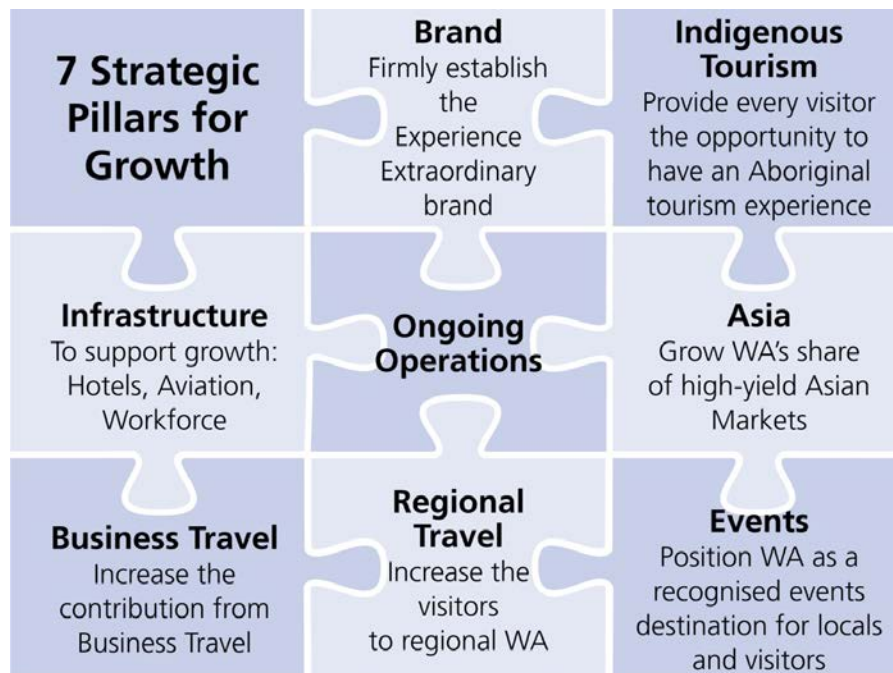 7 Strategic
Pillars for
Growth
Brand
Firmly establish
the
Experience
Extraordinary
brand
Indigenous
Tourism
Provide every visitor
the opportunity to
have an Aboriginal
tourism experience
Infrastructure
To support growth:
Hotels, Aviation,
Workforce
Ongoing
Operations
Asia
Grow WA's share
of high-yield Asian
Markets
Business Travel
Increase the
contribution from
Business Travel
Regional
Travel
Increase the
visitors
to regional WA
Events
Position WA as a
recognised events
destination for locals
and visitors